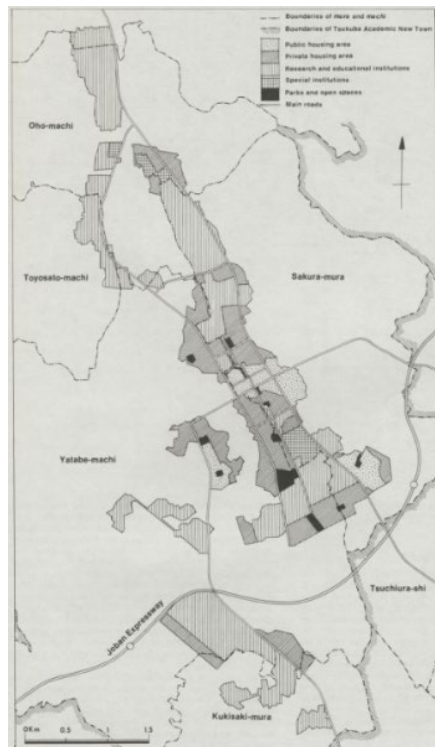 Boundaries of mura and machi
Boundaries of Tsukuba Academic New Town
Public housing area
Private housing area
Research and educational institutions
Special institutions
Parks and open spaces
Main roads
Oho-machi
Toyosato-machi
Sakura-mura
Yatabe-machi
Tsuchiura-shi
Joban Expressway
Kukisaki-mura
0Km 0.5 1 1.5